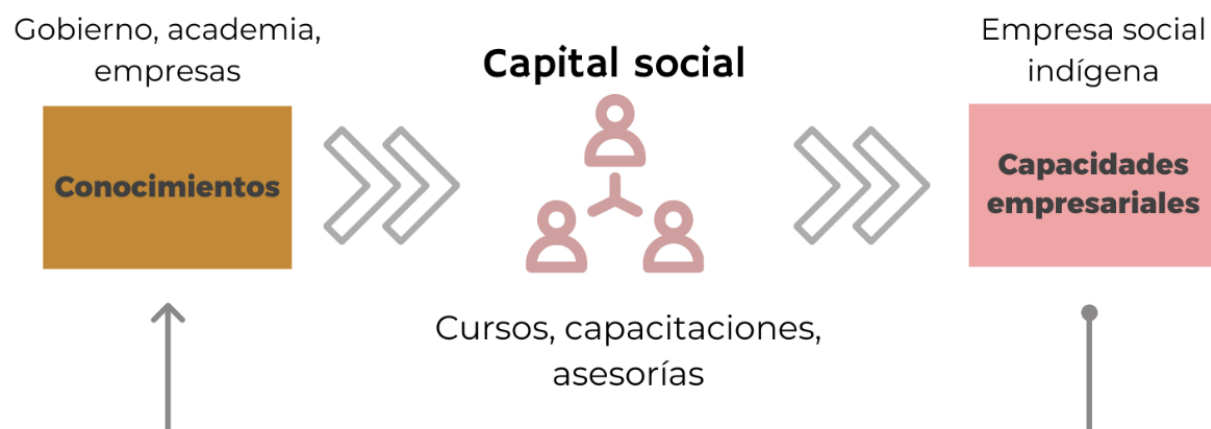 Gobierno, academia,
empresas
Conocimientos
Capital social
Cursos, capacitaciones,
asesorías
Empresa social
indígena
Capacidades
empresariales